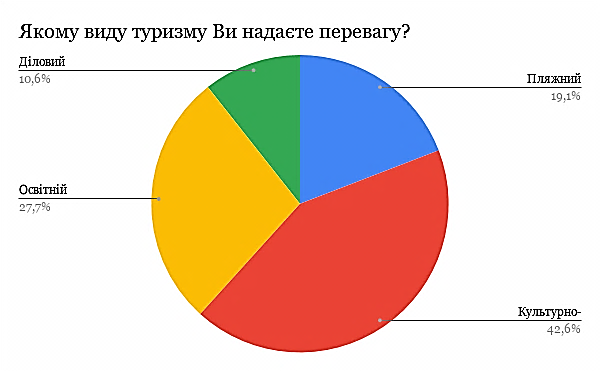 Якому виду туризму Ви надаєте перевагу?
Діловий
10,6%
Пляжний
19,1%
Освітній
27,7%
Культурно-
42,6%